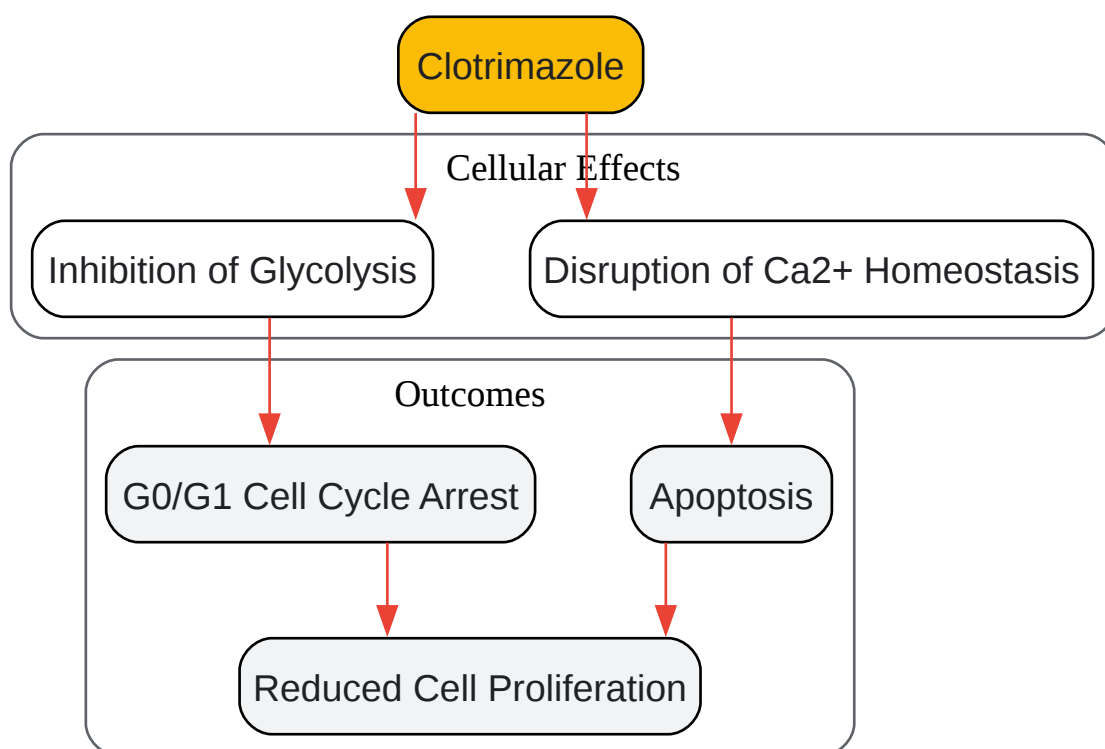 Clotrimazole
Cellular Effects
Inhibition of Glycolysis
Disruption of Ca2+ Homeostasis
Outcomes
G0/G1 Cell Cycle Arrest
Apoptosis
Reduced Cell Proliferation